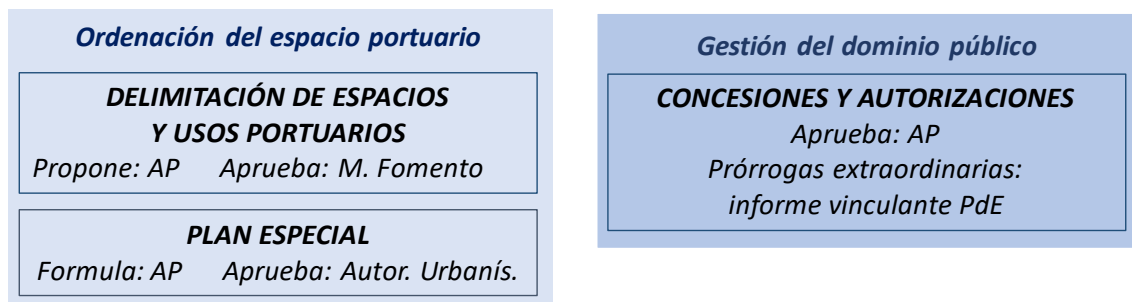 Ordenación del espacio portuario
DELIMITACIÓN DE ESPACIOS
Y USOS PORTUARIOS
Propone: AP Aprueba: M. Fomento
PLAN ESPECIAL
Formula: AP Aprueba: Autor. Urbanís.
Gestión del dominio público
CONCESIONES Y AUTORIZACIONES
Aprueba: AP
Prórrogas extraordinarias:
informe vinculante PdE